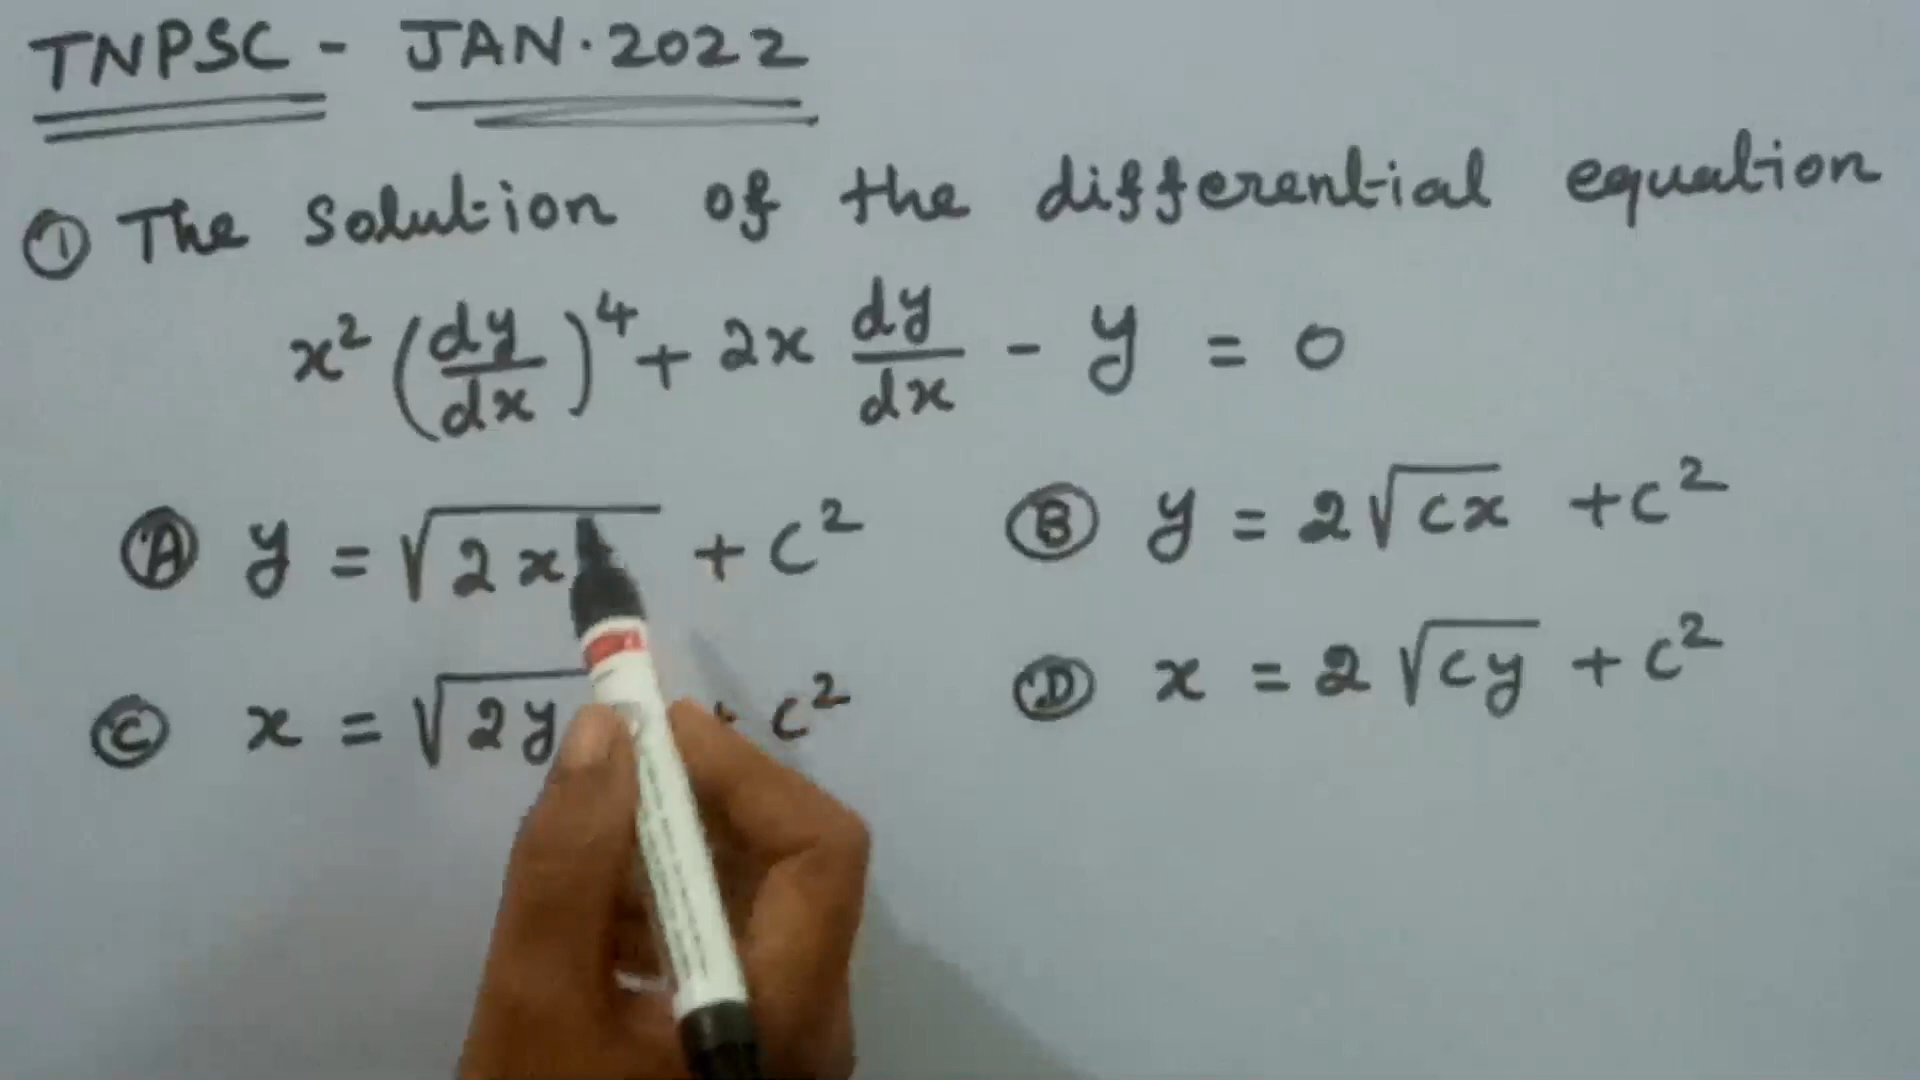 TNPSC - JAN.2022
① The solution of the differential equation
x² (dy/dx)⁴ + 2x dy/dx - y = 0
Ⓐ y = √2x + c² Ⓑ y = 2√cx + c²
Ⓒ x = √2y + c² Ⓓ x = 2√cy + c²